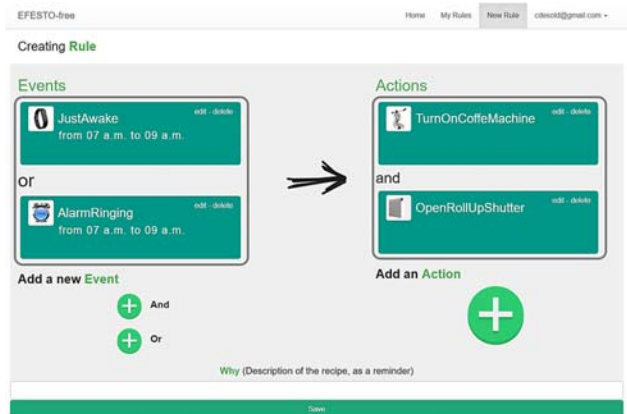 EFESTO-free
Home My Rules New Rule cdesold@gmail.com
Creating Rule
Events
JustAwake
edit - delete
from 07 a.m. to 09 a.m.
or
AlarmRinging
edit - delete
from 07 a.m. to 09 a.m.
Add a new Event
And
Or
Actions
TurnOnCoffeMachine
edit - delete
and
OpenRollUpShutter
edit - delete
Add an Action
Why (Description of the recipe, as a reminder)
Save